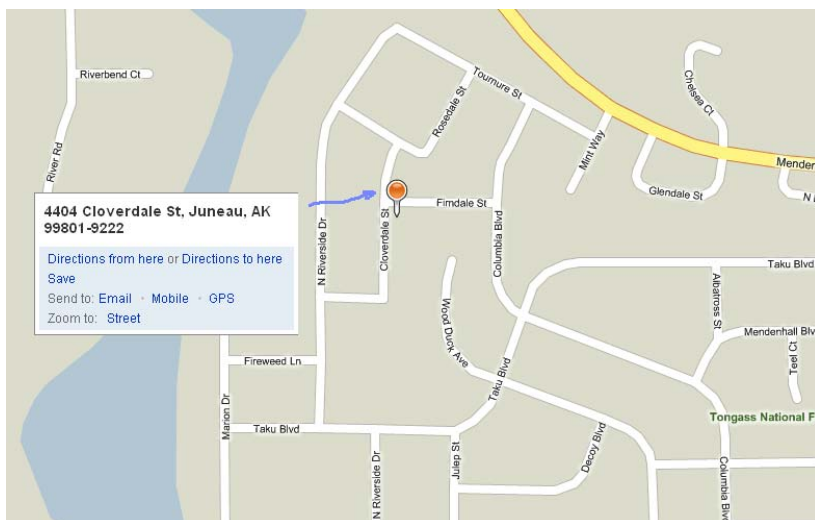 Riverbend Ct
River Rd
Tournure St
Rosedale St
Chelsea Ct
Mint Way
Menden
Glendale St
N
4404 Cloverdale St, Juneau, AK
99801-9222
Directions from here or Directions to here
Save
Send to: Email • Mobile • GPS
Zoom to: Street
N Riverside Dr
Cloverdale St
Firndale St
Columbia Blvd
Taku Blvd
Albatross St
Wood Duck Ave
Mendenhall Blv
Teel Ct
Fireweed Ln
Taku Blvd
Marion Dr
Taku Blvd
Tongass National F
N Riverside Dr
Julep St
Decoy Blvd
Columbia Blvd